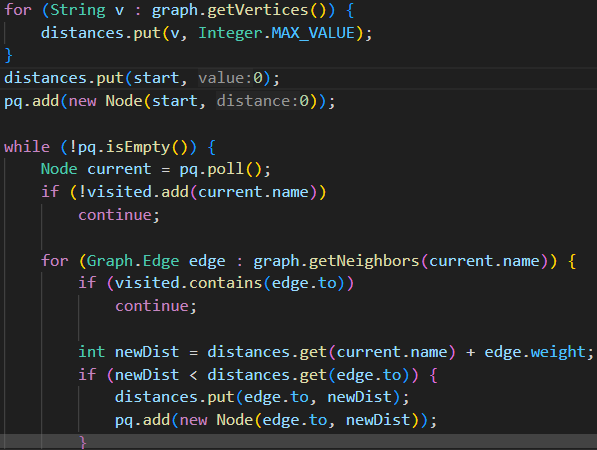 for (String v : graph.getVertices()) {
    distances.put(v, Integer.MAX_VALUE);
}
distances.put(start, value:0);
pq.add(new Node(start, distance:0));

while (!pq.isEmpty()) {
    Node current = pq.poll();
    if (!visited.add(current.name))
        continue;

    for (Graph.Edge edge : graph.getNeighbors(current.name)) {
        if (visited.contains(edge.to))
            continue;

        int newDist = distances.get(current.name) + edge.weight;
        if (newDist < distances.get(edge.to)) {
            distances.put(edge.to, newDist);
            pq.add(new Node(edge.to, newDist));
        }